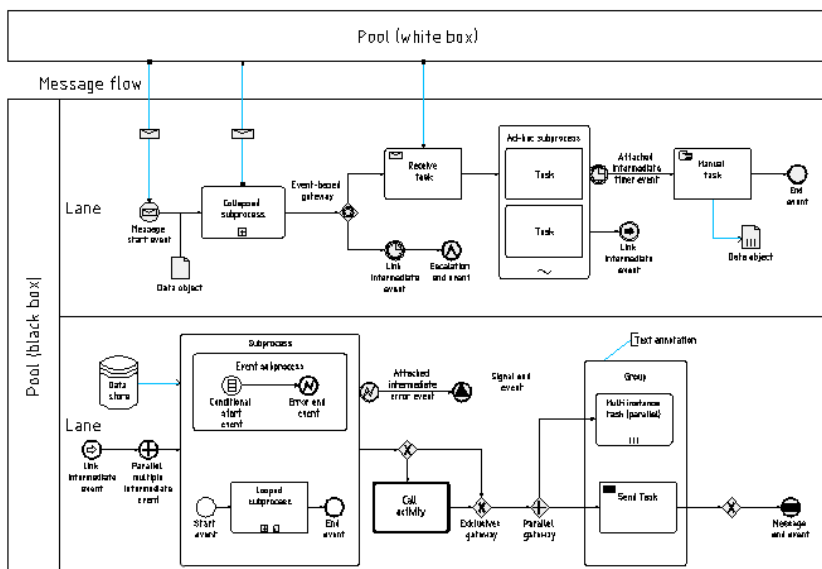 Pool (white box)
Message flow
Pool (black box)
Lane
Message
start event
Data object
Collapsed
subprocess
Event-based
gateway
Receive
task
Link
intermediate
event
Escalation
end event
Ad-hoc subprocess
Task
Task
Attached
intermediate
timer event
Link
intermediate
event
Manual
task
Data object
End
event
Lane
Data
store
Link
intermediate
event
Parallel
multiple
intermediate
event
Subprocess
Event subprocess
Conditional
start
event
Error end
event
Start
event
Looped
subprocess
End
event
Attached
intermediate
error event
Signal end
event
Call
activity
Exclusive
gateway
Parallel
gateway
Text annotation
Group
Multi instance
task (parallel)
Send Task
Message
end event